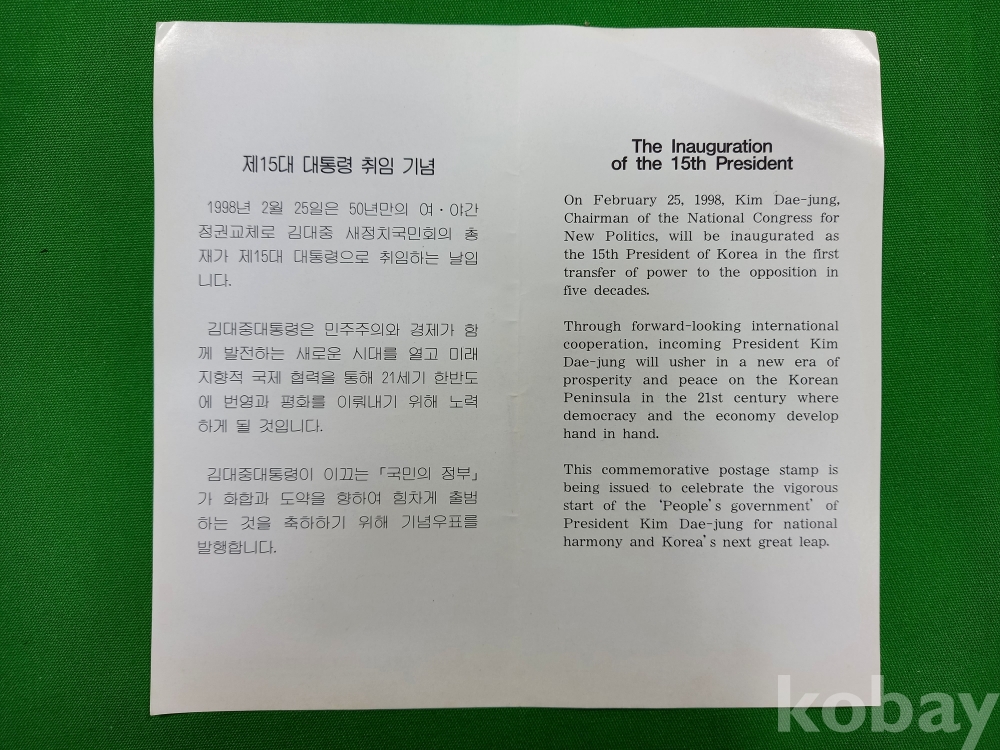 제15대 대통령 취임 기념
1998년 2월 25일은 50년만의 여·야간
정권교체로 김대중 새정치국민회의 총
재가 제15대 대통령으로 취임하는 날입
니다.
김대중대통령은 민주주의와 경제가 함
께 발전하는 새로운 시대를 열고 미래
지향적 국제 협력을 통해 21세기 한반도
에 번영과 평화를 이뤄내기 위해 노력
하게 될 것입니다.
김대중대통령이 이끄는 「국민의 정부」
가 화합과 도약을 향하여 힘차게 출범
하는 것을 축하하기 위해 기념우표를
발행합니다.
The Inauguration
of the 15th President
On February 25, 1998, Kim Dae-jung,
Chairman of the National Congress for
New Politics, will be inaugurated as
the 15th President of Korea in the first
transfer of power to the opposition in
five decades.
Through forward-looking international
cooperation, incoming President Kim
Dae-jung will usher in a new era of
prosperity and peace on the Korean
Peninsula in the 21st century where
democracy and the economy develop
hand in hand.
This commemorative postage stamp is
being issued to celebrate the vigorous
start of the ‘People’s government’ of
President Kim Dae-jung for national
harmony and Korea’s next great leap.
kobay